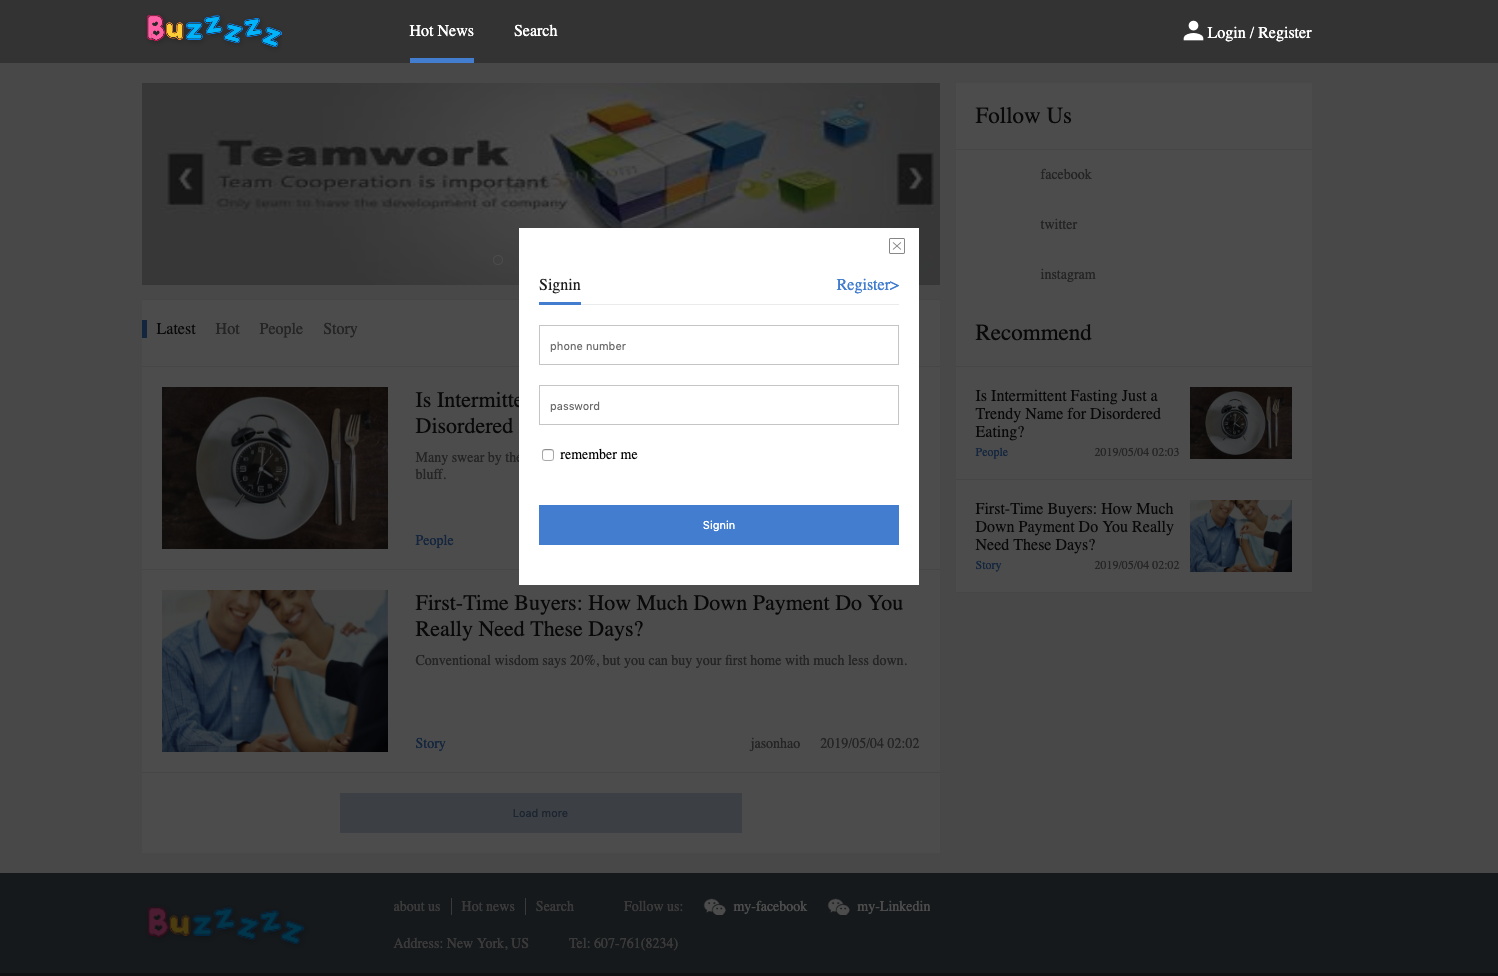 Buzzzzz
Hot News
Search
Login / Register
Teamwork
Team Cooperation is important
Only team to have the development of company
Follow Us
facebook
twitter
instagram
Signin
Register>
phone number
password
remember me
Signin
Latest
Hot
People
Story
Is Intermitte
Disordered
Many swear by the
bluff.
People
First-Time Buyers: How Much Down Payment Do You
Really Need These Days?
Conventional wisdom says 20%, but you can buy your first home with much less down.
Story
jasonhao
2019/05/04 02:02
Load more
Recommend
Is Intermittent Fasting Just a
Trendy Name for Disordered
Eating?
People
2019/05/04 02:03
First-Time Buyers: How Much
Down Payment Do You Really
Need These Days?
Story
2019/05/04 02:02
Buzzzzz
about us
Hot news
Search
Follow us:
my-facebook
my-Linkedin
Address: New York, US
Tel: 607-761(8234)